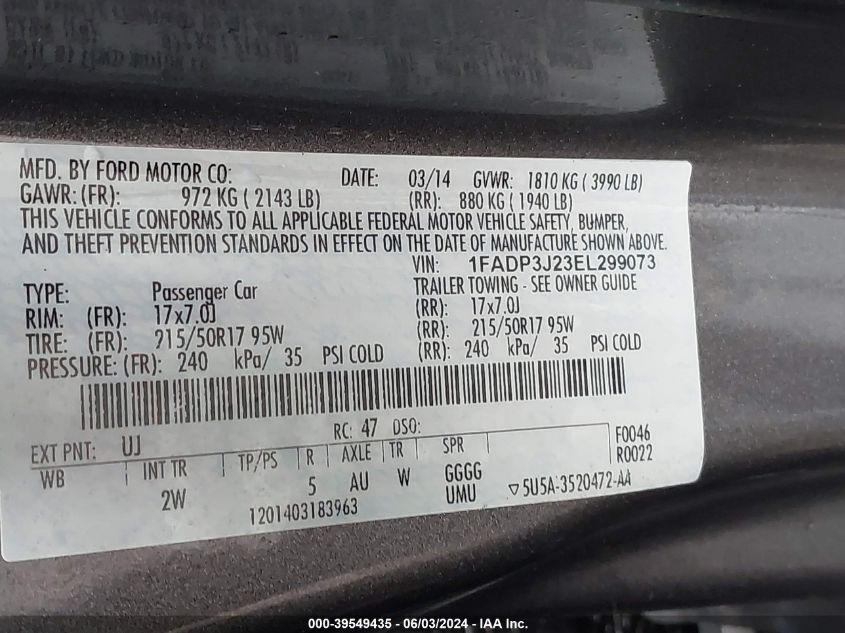 MFD. BY FORD MOTOR CO: DATE: 03/14 GVWR: 1810 KG ( 3990 LB)
GAWR: (FR): 972 KG ( 2143 LB) (RR): 880 KG ( 1940 LB)
THIS VEHICLE CONFORMS TO ALL APPLICABLE FEDERAL MOTOR VEHICLE SAFETY, BUMPER,
AND THEFT PREVENTION STANDARDS IN EFFECT ON THE DATE OF MANUFACTURE SHOWN ABOVE.
VIN: 1FADP3J23EL299073
TYPE: Passenger Car TRAILER TOWING - SEE OWNER GUIDE
RIM: (FR): 17x7.0J (RR): 17x7.0J
TIRE: (FR): 215/50R17 95W (RR): 215/50R17 95W
PRESSURE: (FR): 240 kPa/ 35 PSI COLD (RR): 240 kPa/ 35 PSI COLD
EXT PNT: UJ RC: 47 DSO: F0046
WB INT TR TP/PS R AXLE TR SPR R0022
2W 5 AU W GGGG
UMU ▽5U5A-3520472-AA
1201403183963
000-39549435 - 06/03/2024 - IAA Inc.